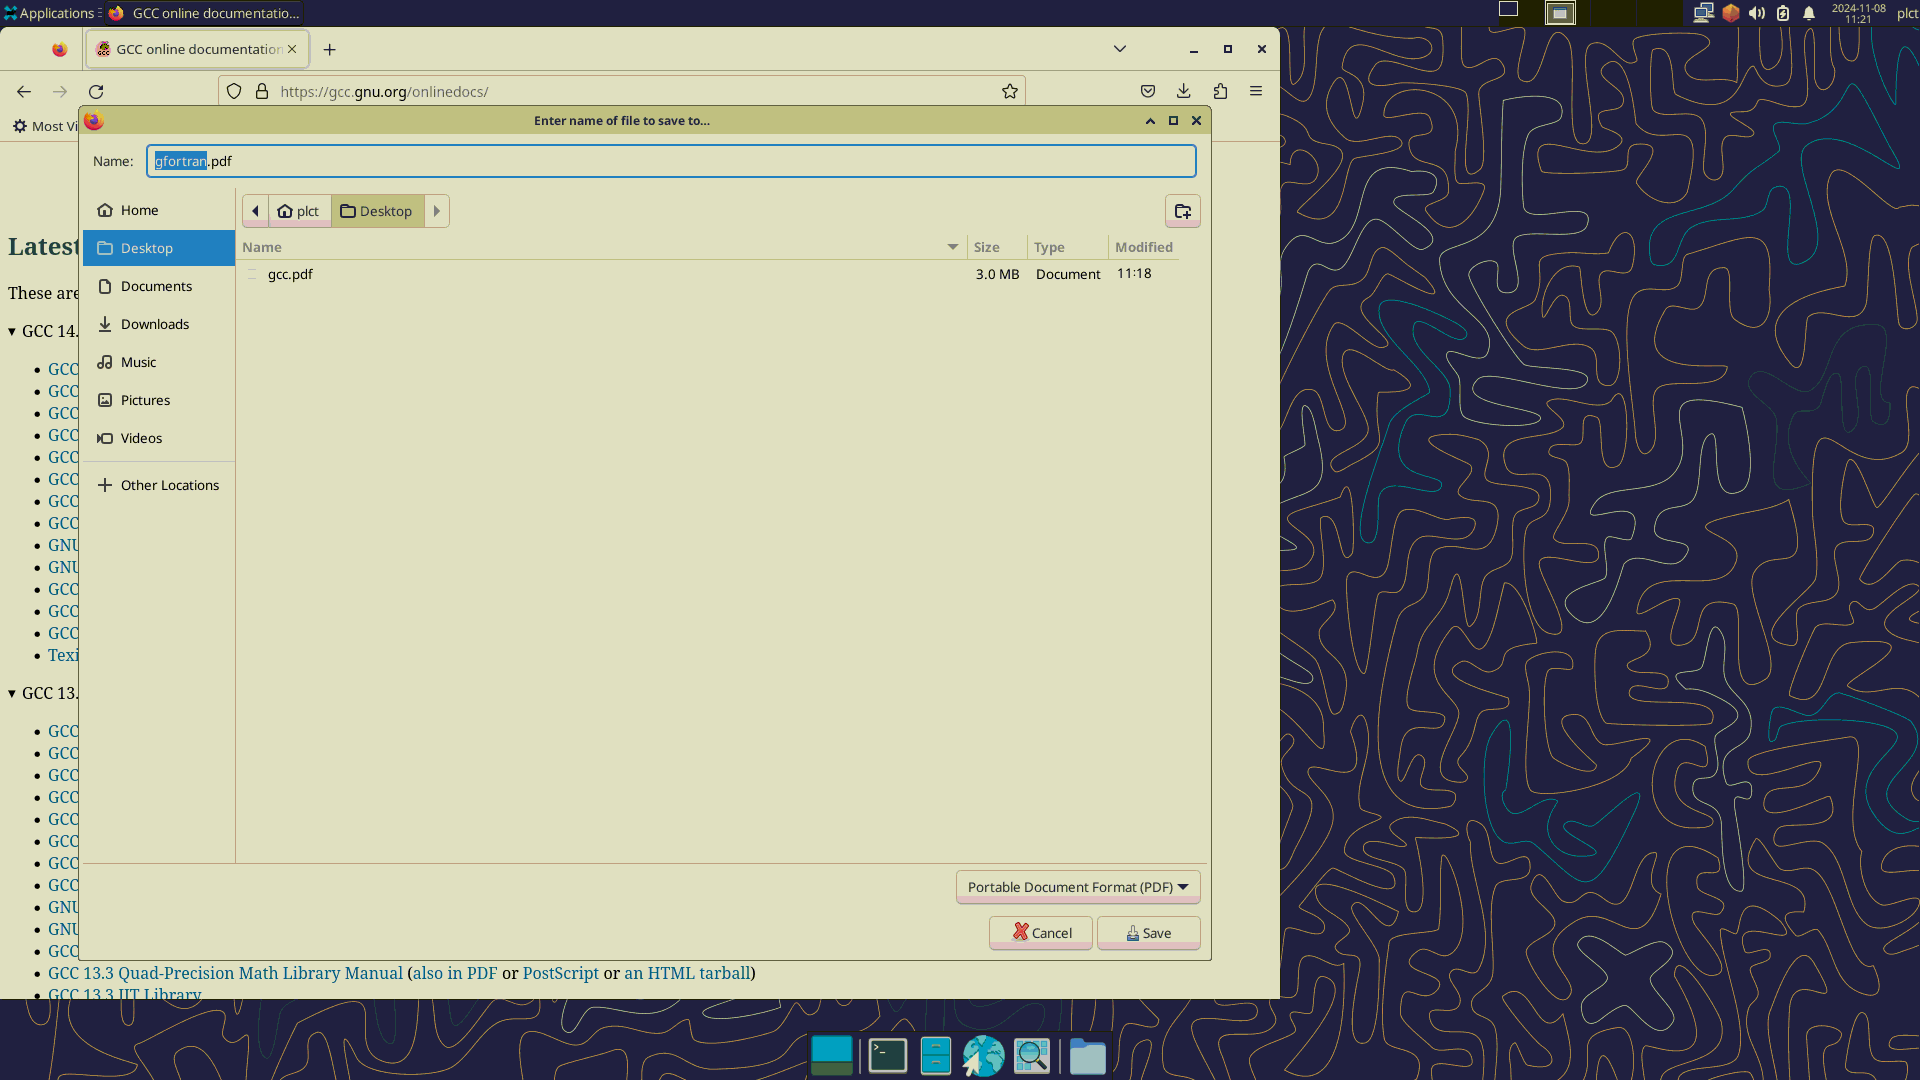 Applications
GCC online documentatio...
2024-11-08
11:21
plct
GCC online documentation
https://gcc.gnu.org/onlinedocs/
Most Vi
Enter name of file to save to...
Name:
gfortran.pdf
Home
plct
Desktop
Desktop
Name
Size
Type
Modified
gcc.pdf
3.0 MB
Document
11:18
Documents
Downloads
Music
Pictures
Videos
Other Locations
Latest
These are
GCC 14.
GCC
GCC
GCC
GCC
GCC
GCC
GCC
GCC
GNU
GNU
GCC
GCC
GCC
Texi
GCC 13.
GCC
GCC
GCC
GCC
GCC
GCC
GCC
GCC
GNU
GNU
GCC
Portable Document Format (PDF)
Cancel
Save
GCC 13.3 Quad-Precision Math Library Manual (also in PDF or PostScript or an HTML tarball)
GCC 13.3 JIT Library